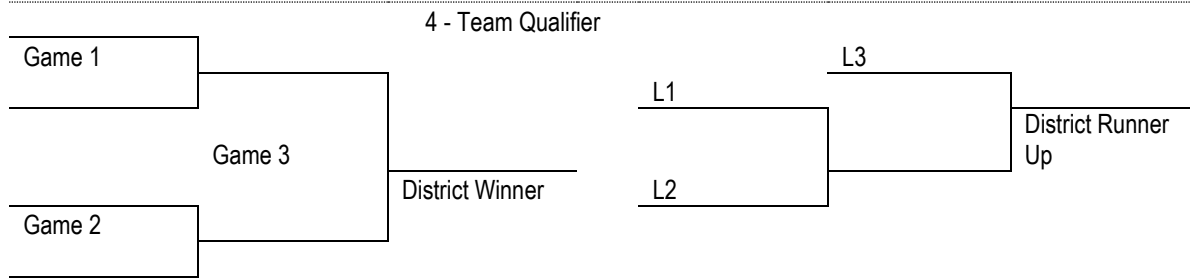 4 - Team Qualifier
Game 1
L3
L1
Game 3
District Runner
Up
District Winner
L2
Game 2